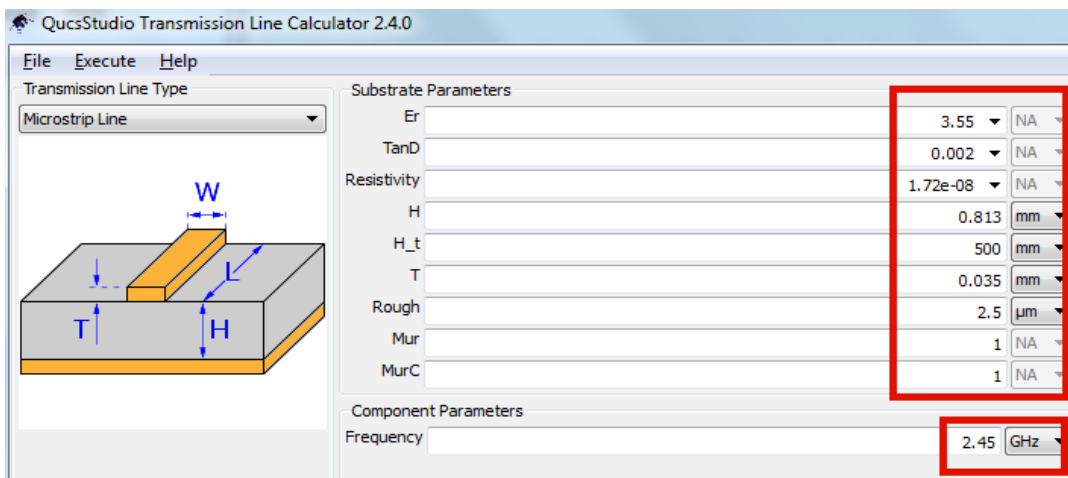 QucsStudio Transmission Line Calculator 2.4.0
File Execute Help
Transmission Line Type
Microstrip Line
W
L
T
H
Substrate Parameters
Er 3.55 NA
TanD 0.002 NA
Resistivity 1.72e-08 NA
H 0.813 mm
H_t 500 mm
T 0.035 mm
Rough 2.5 µm
Mur 1 NA
MurC 1 NA
Component Parameters
Frequency 2.45 GHz